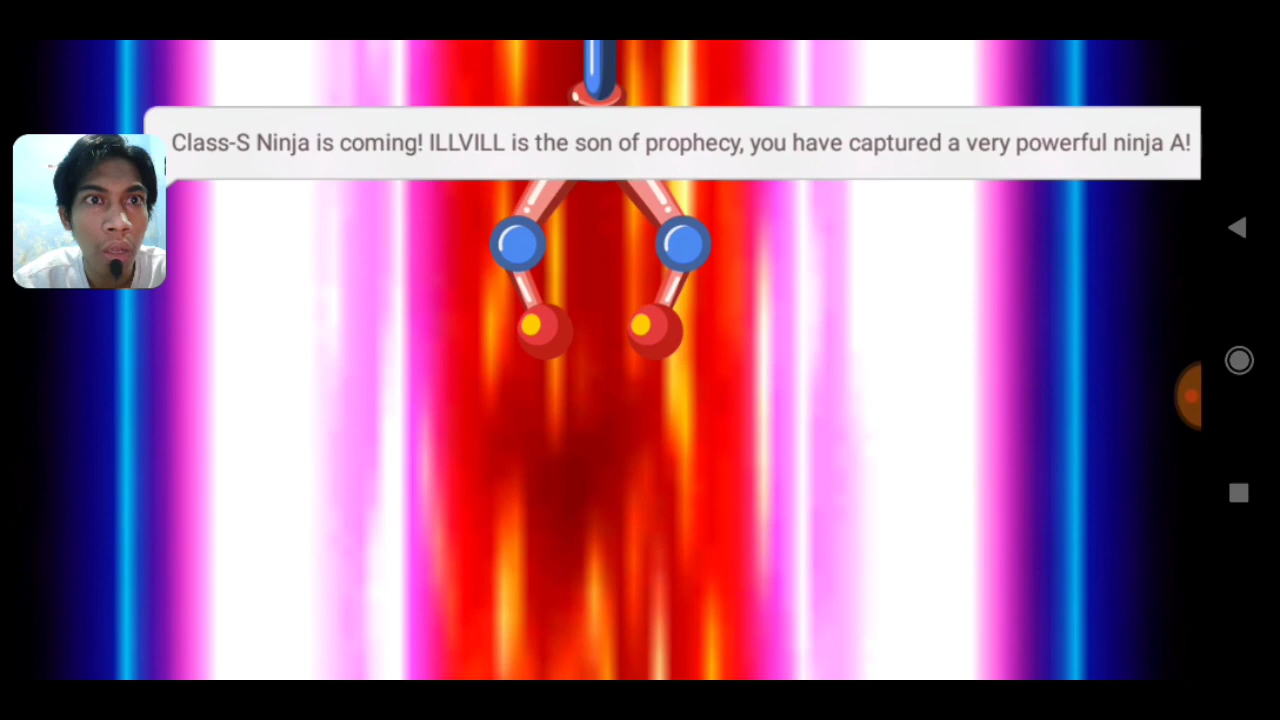 Class-S Ninja is coming! ILLVILL is the son of prophecy, you have captured a very powerful ninja A!